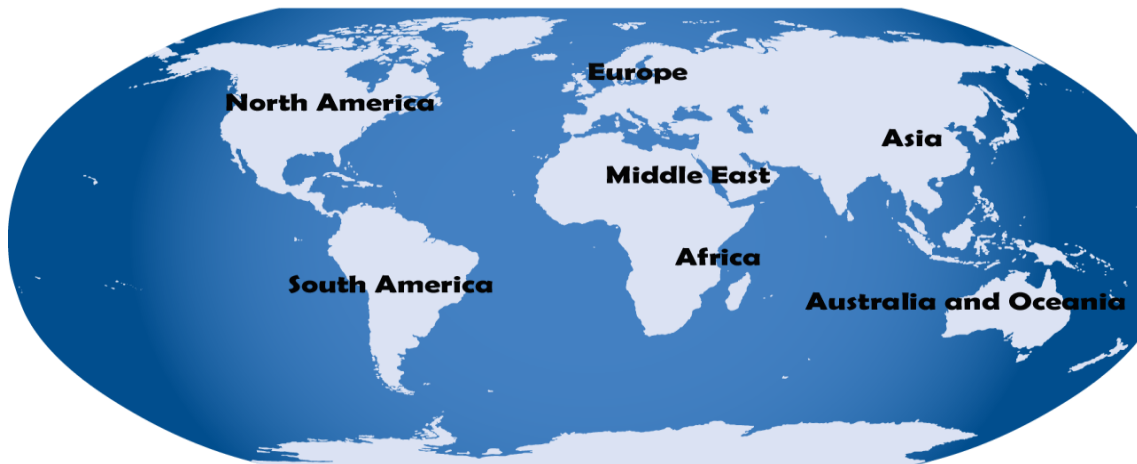 Europe
North America
Asia
Middle East
Africa
South America
Australia and Oceania